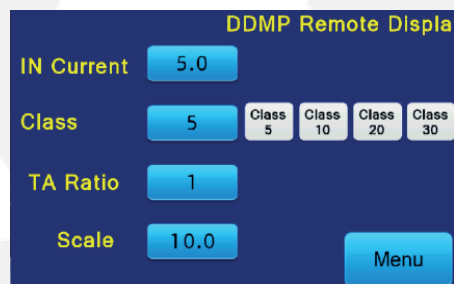 DDMP Remote Displa
IN Current 5.0
Class 5 Class 5 Class 10 Class 20 Class 30
TA Ratio 1
Scale 10.0
Menu